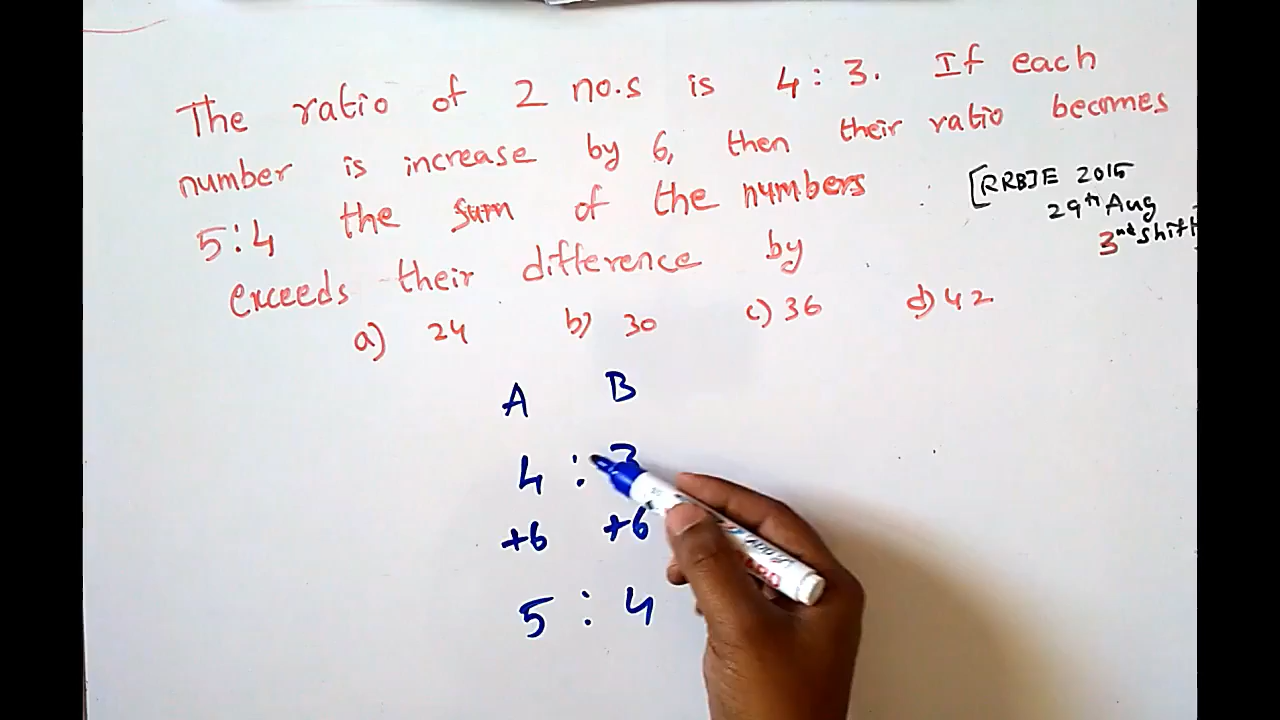 The ratio of 2 no.s is 4 : 3. If each
number is increase by 6, then their ratio becomes
5:4 the sum of the numbers
exceeds their difference by
[RRBJE 2015
29th Aug
3nd shift]
a) 24 b) 30 c) 36 d) 42
A B
4 : 3
+6 +6
5 : 4